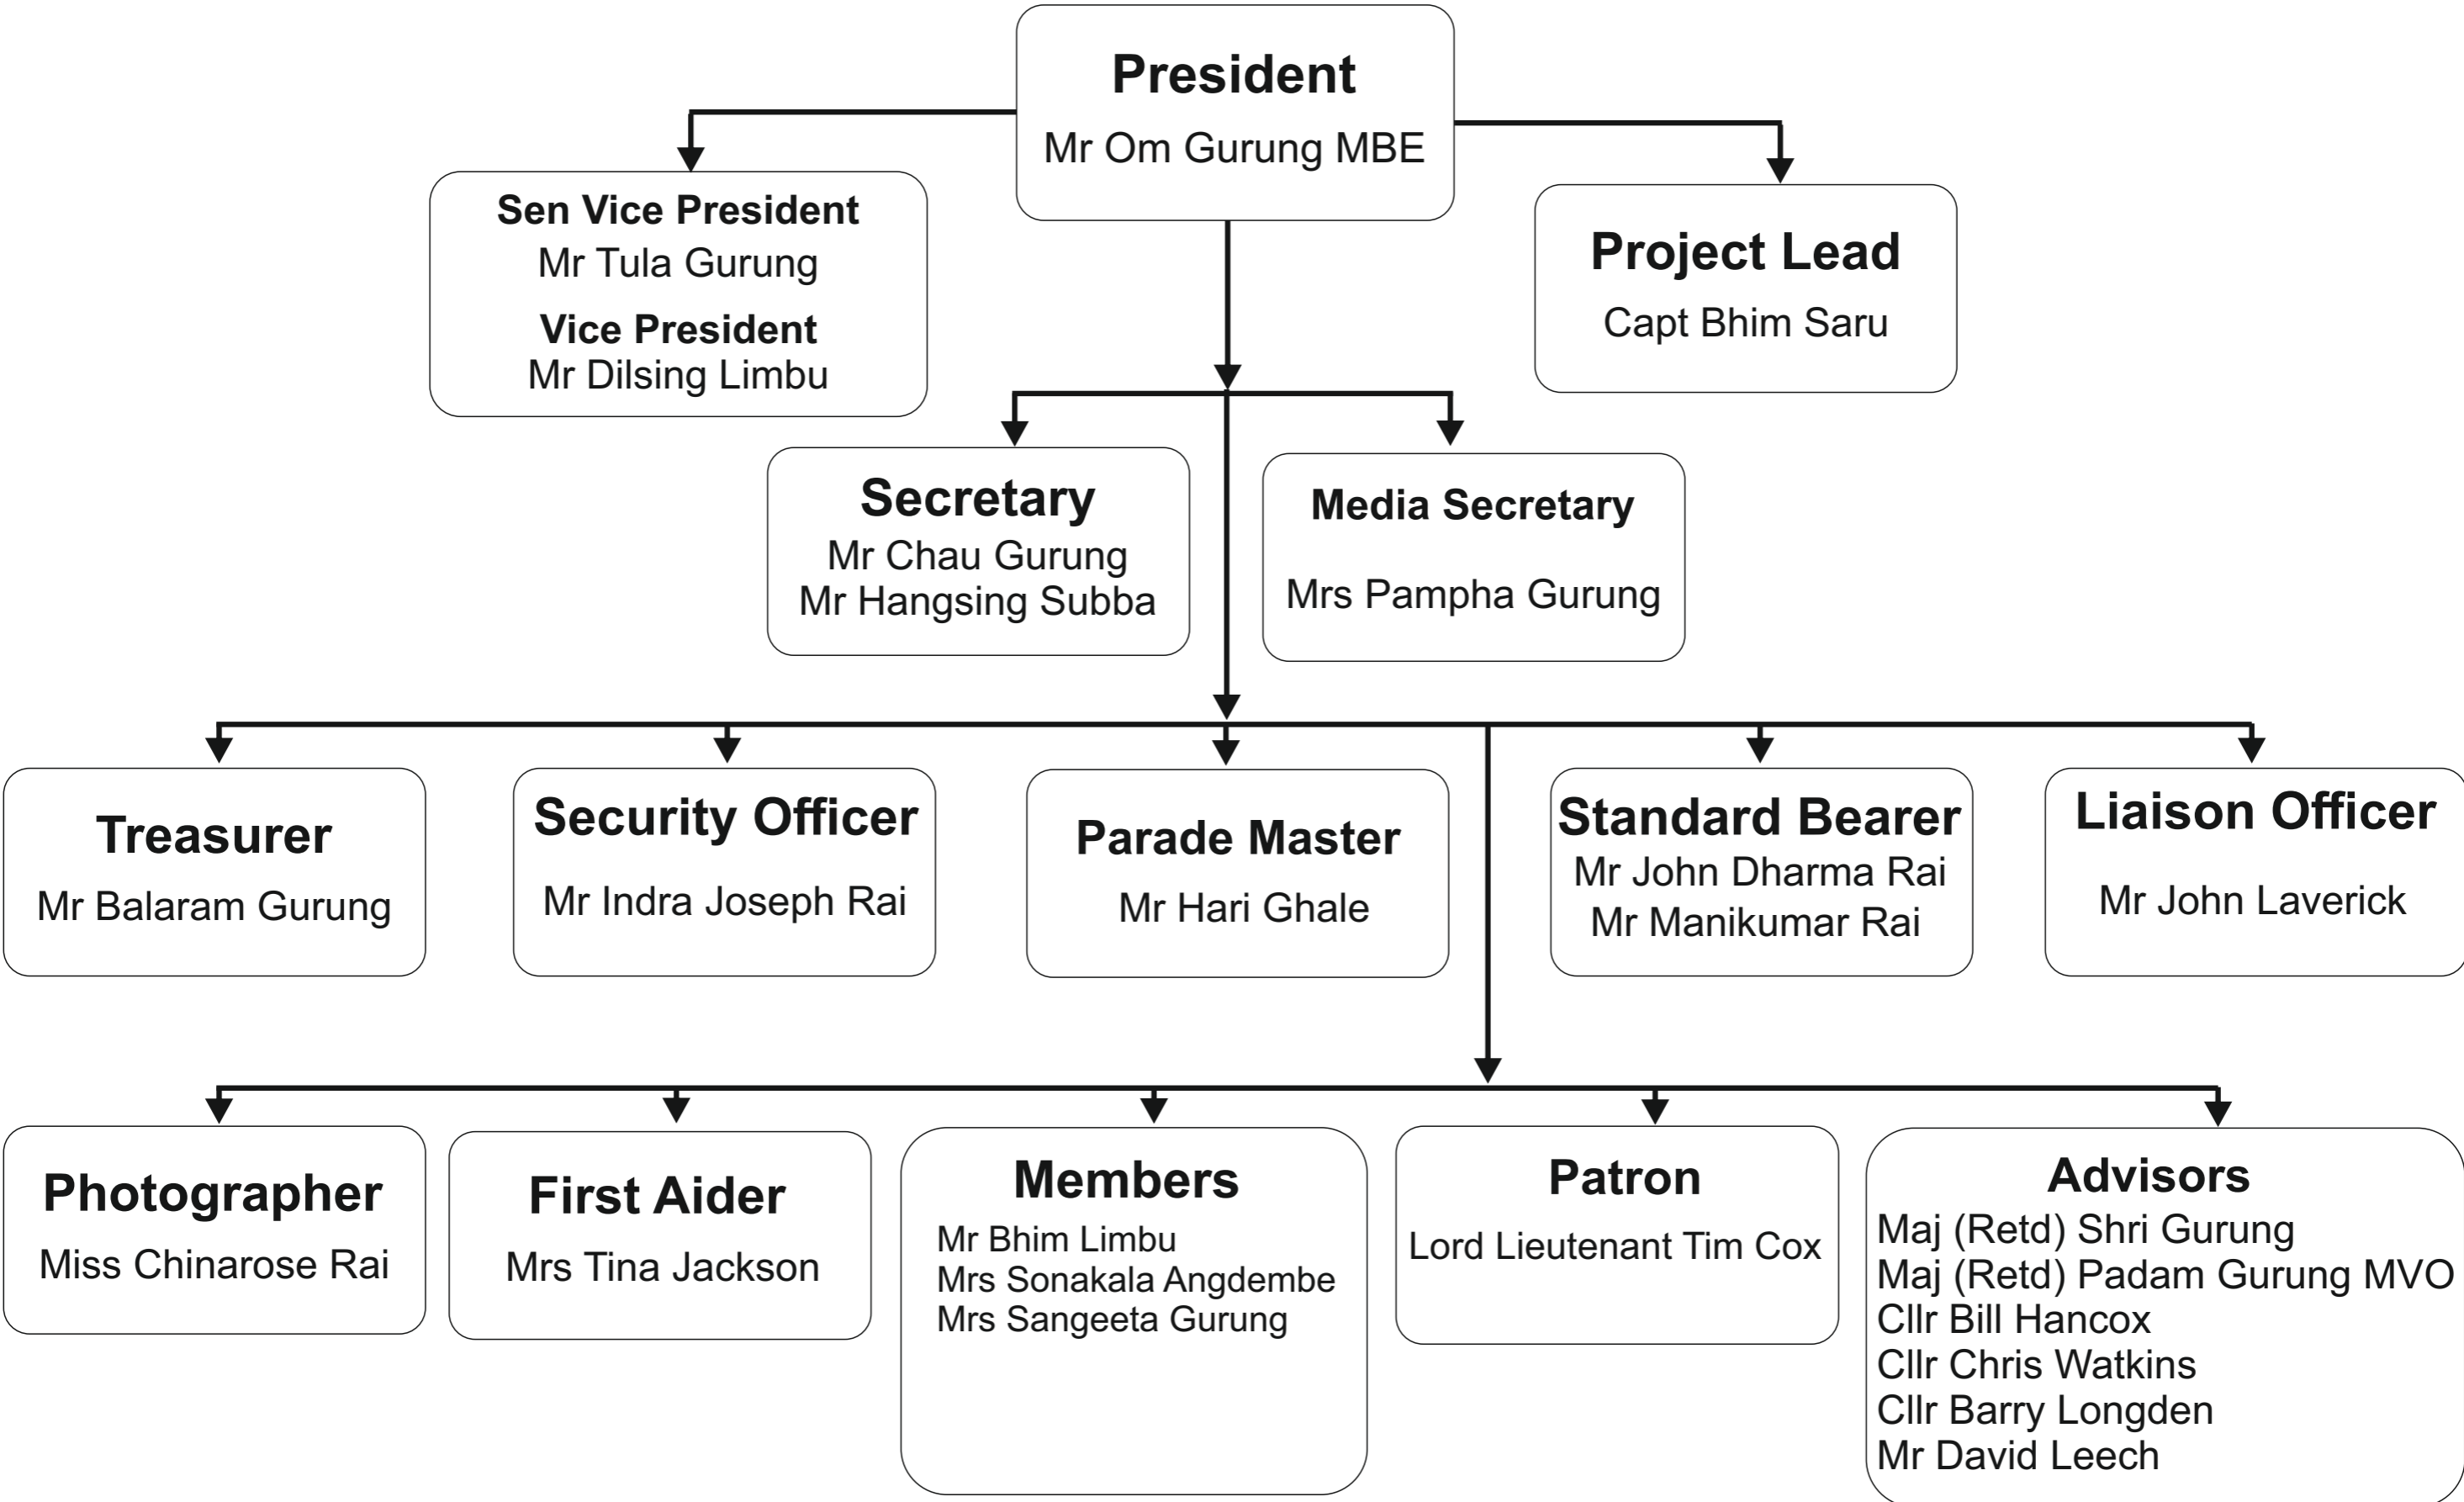 President
Mr Om Gurung MBE
Sen Vice President
Mr Tula Gurung
Vice President
Mr Dilsing Limbu
Project Lead
Capt Bhim Saru
Secretary
Mr Chau Gurung
Mr Hangsing Subba
Media Secretary
Mrs Pampha Gurung
Treasurer
Mr Balaram Gurung
Security Officer
Mr Indra Joseph Rai
Parade Master
Mr Hari Ghale
Standard Bearer
Mr John Dharma Rai
Mr Manikumar Rai
Liaison Officer
Mr John Laverick
Photographer
Miss Chinarose Rai
First Aider
Mrs Tina Jackson
Members
Mr Bhim Limbu
Mrs Sonakala Angdembe
Mrs Sangeeta Gurung
Patron
Lord Lieutenant Tim Cox
Advisors
Maj (Retd) Shri Gurung
Maj (Retd) Padam Gurung MVO
Cllr Bill Hancox
Cllr Chris Watkins
Cllr Barry Longden
Mr David Leech